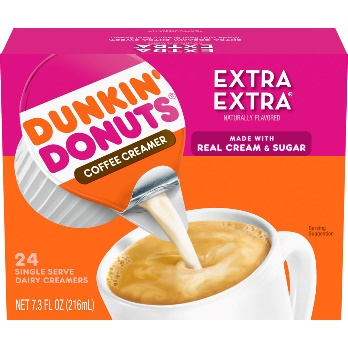 DUNKIN'
DONUTS®
COFFEE CREAMER
EXTRA
EXTRA®
NATURALLY FLAVORED
MADE WITH
REAL CREAM & SUGAR
Serving
Suggestion
24
SINGLE SERVE
DAIRY CREAMERS
NET 7.3 FL OZ (216mL)